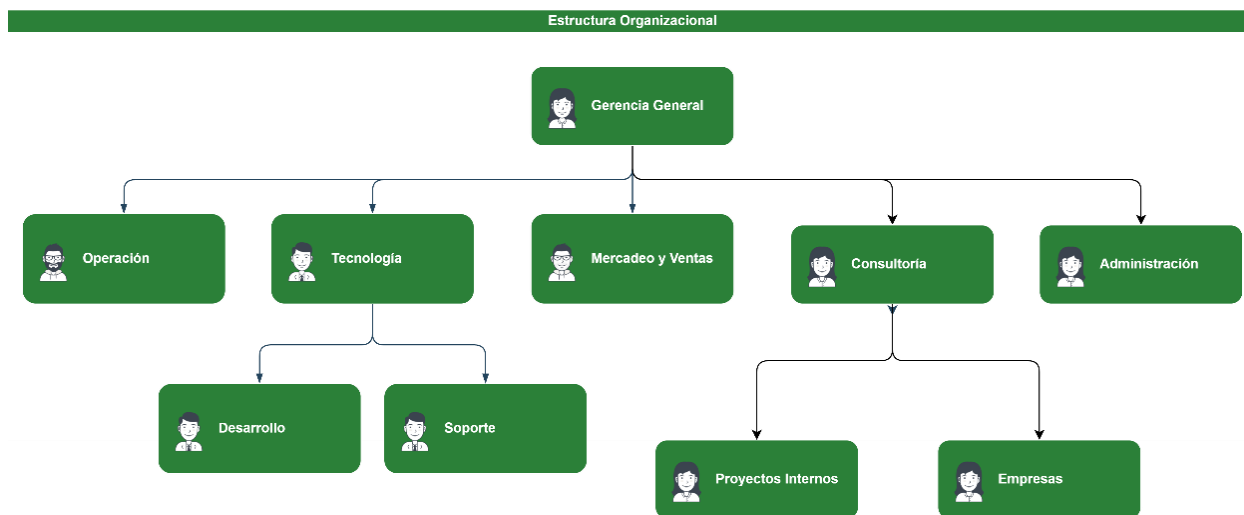 Estructura Organizacional
Gerencia General
Operación
Tecnología
Mercadeo y Ventas
Consultoría
Administración
Desarrollo
Soporte
Proyectos Internos
Empresas